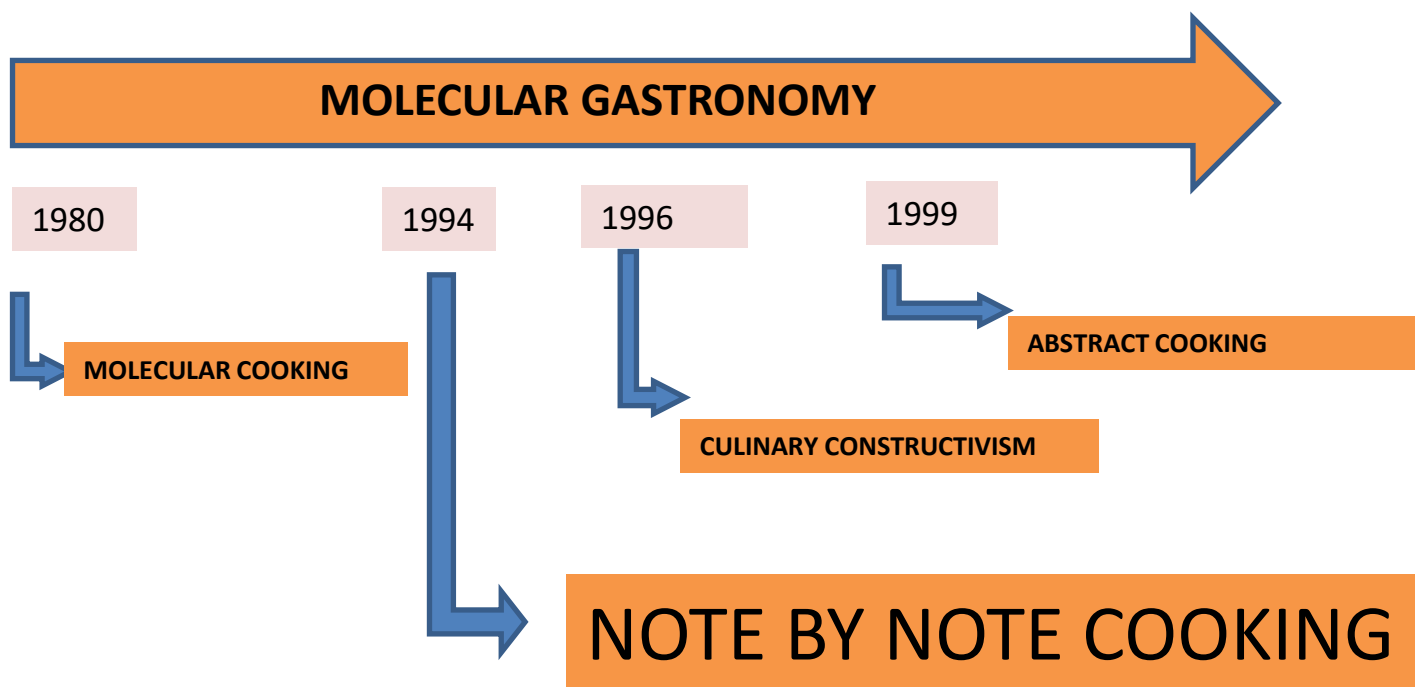 MOLECULAR GASTRONOMY
1980
1994
1996
1999
MOLECULAR COOKING
ABSTRACT COOKING
CULINARY CONSTRUCTIVISM
NOTE BY NOTE COOKING